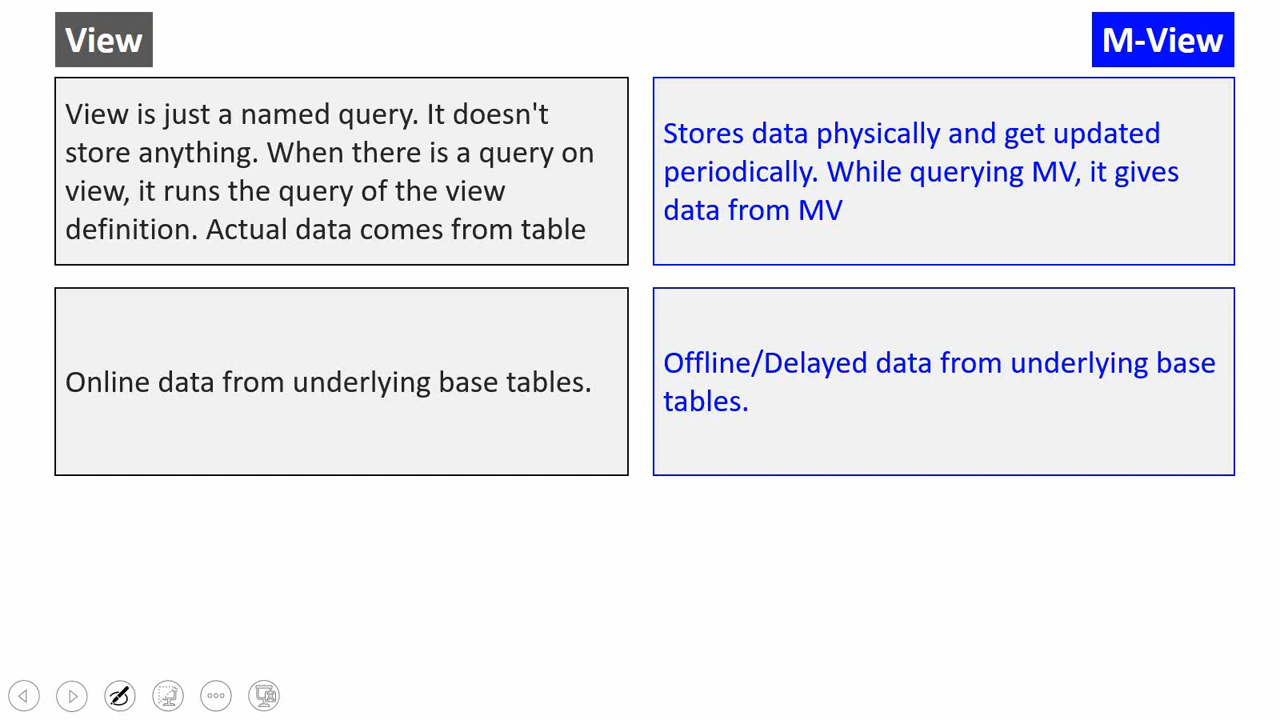 View
M-View
View is just a named query. It doesn't
store anything. When there is a query on
view, it runs the query of the view
definition. Actual data comes from table
Stores data physically and get updated
periodically. While querying MV, it gives
data from MV
Online data from underlying base tables.
Offline/Delayed data from underlying base
tables.